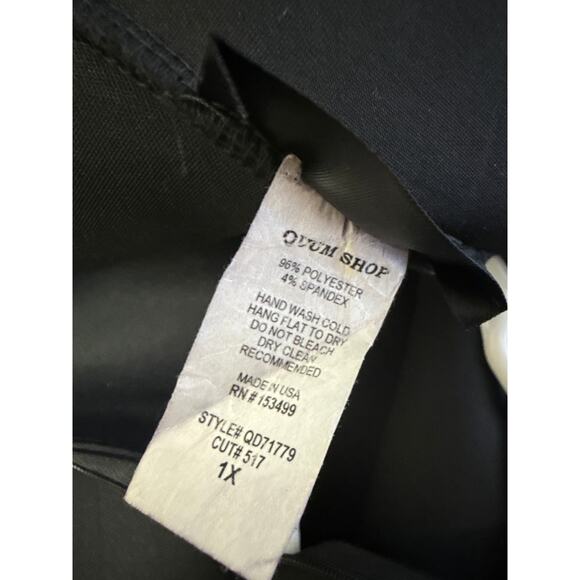 QLUM SHOP
96% POLYESTER
4% SPANDEX
HAND WASH COLD
HANG FLAT TO DRY
DO NOT BLEACH
DRY CLEAN
RECOMMENDED
MADE IN USA
RN # 153499
STYLE# QD71779
CUT# 517
1X